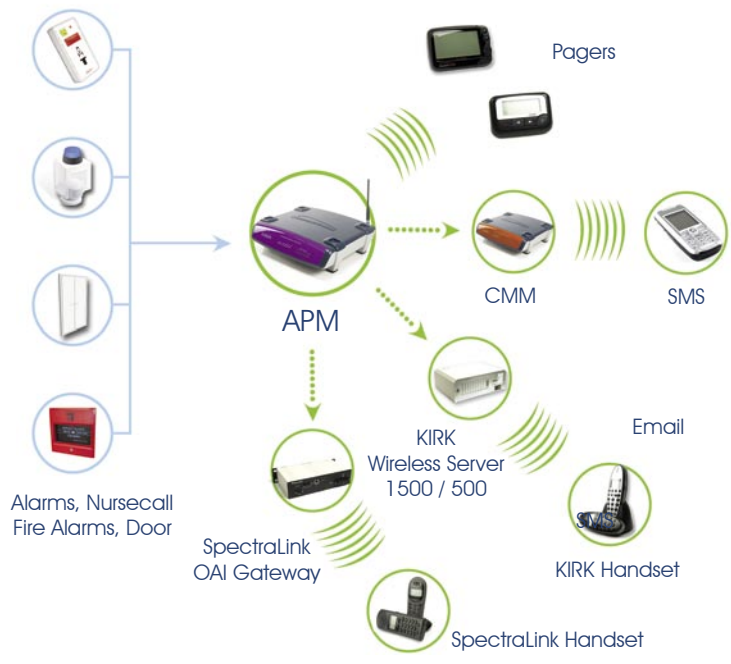 Pagers
APM
CMM
SMS
KIRK
Wireless Server
1500 / 500
Email
SMS
KIRK Handset
Alarms, Nursecall
Fire Alarms, Door
SpectraLink
OAI Gateway
SpectraLink Handset